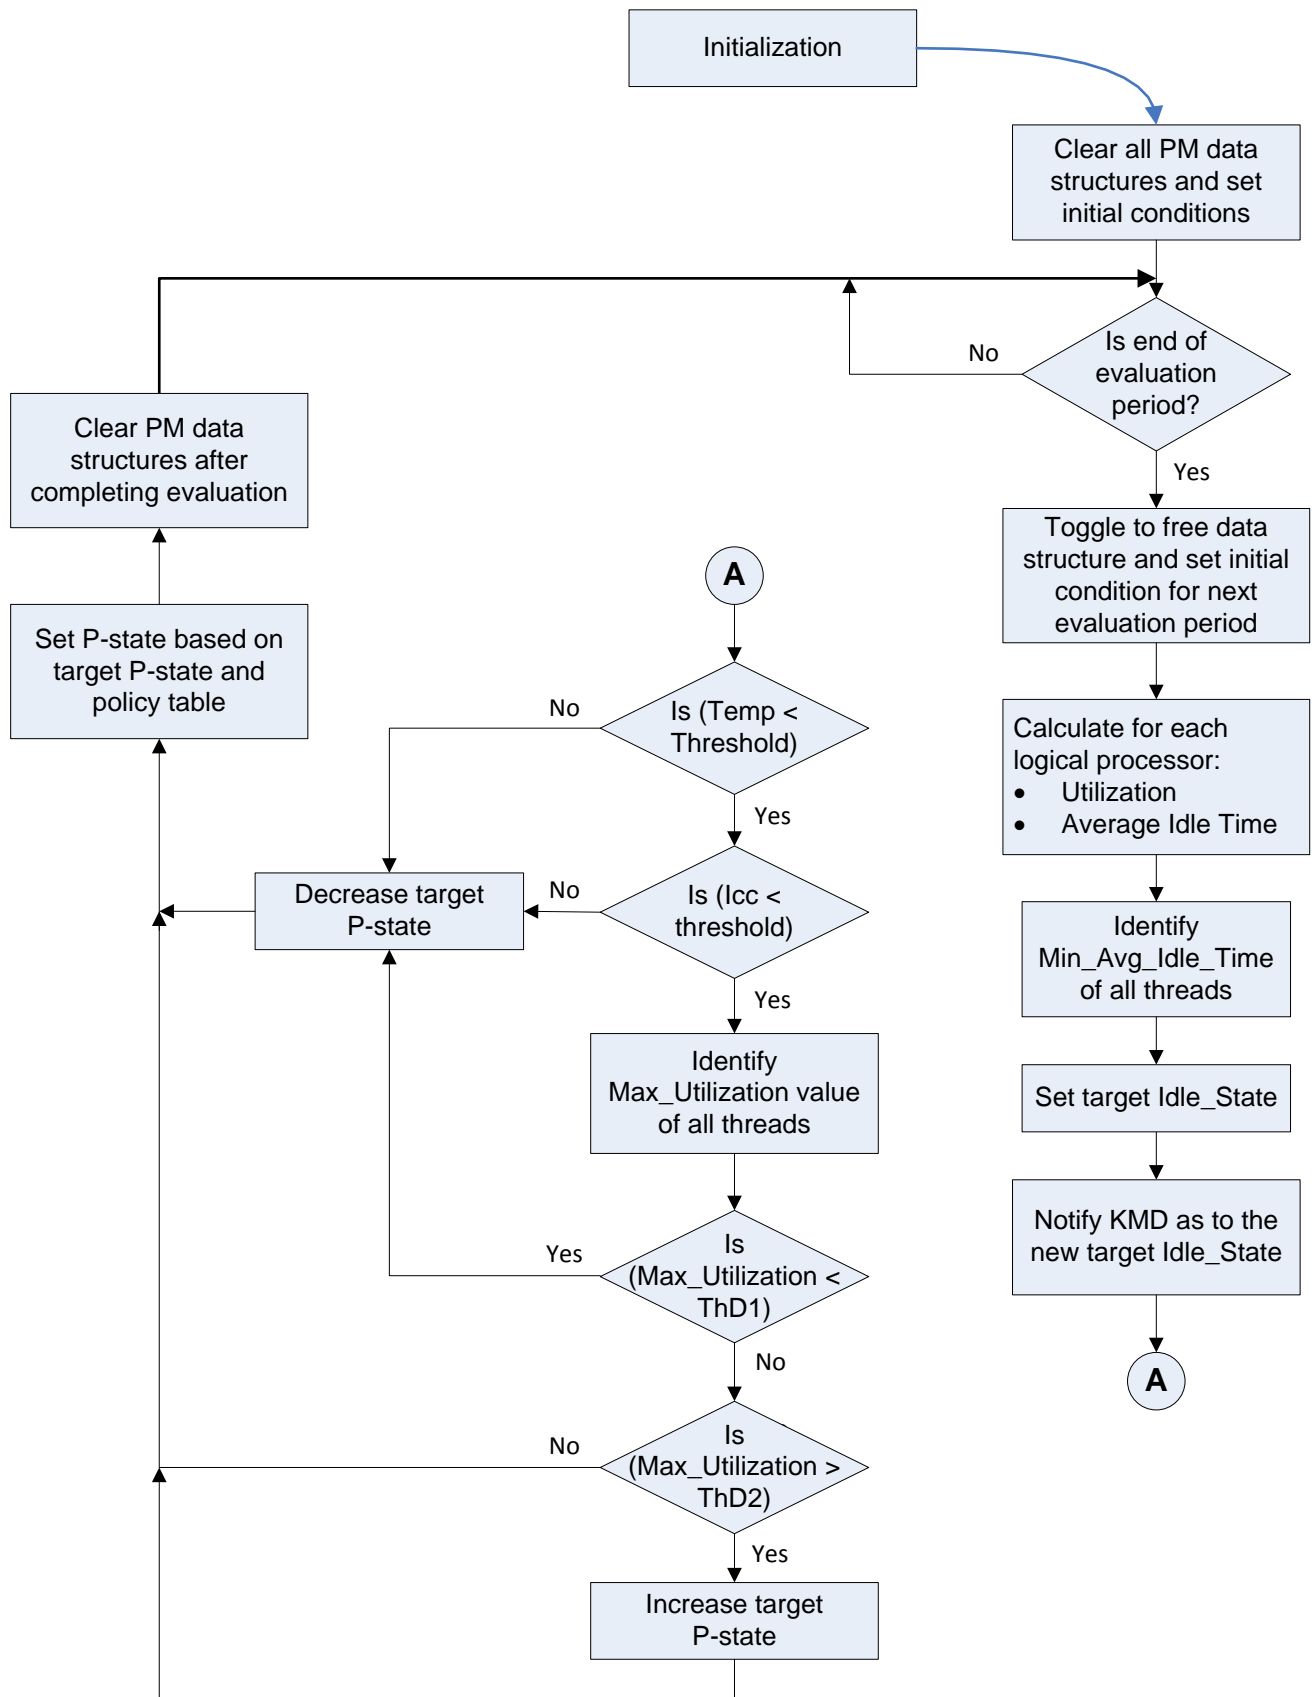 Initialization
Clear all PM data
structures and set
initial conditions
Is end of
evaluation
period?
No
Yes
Toggle to free data
structure and set initial
condition for next
evaluation period
Calculate for each
logical processor:
• Utilization
• Average Idle Time
Identify
Min_Avg_Idle_Time
of all threads
Set target Idle_State
Notify KMD as to the
new target Idle_State
A
A
Is (Temp <
Threshold)
No
Yes
Is (Icc <
threshold)
No
Yes
Decrease target
P-state
Identify
Max_Utilization value
of all threads
Is
(Max_Utilization <
ThD1)
Yes
No
Is
(Max_Utilization >
ThD2)
No
Yes
Increase target
P-state
Set P-state based on
target P-state and
policy table
Clear PM data
structures after
completing evaluation